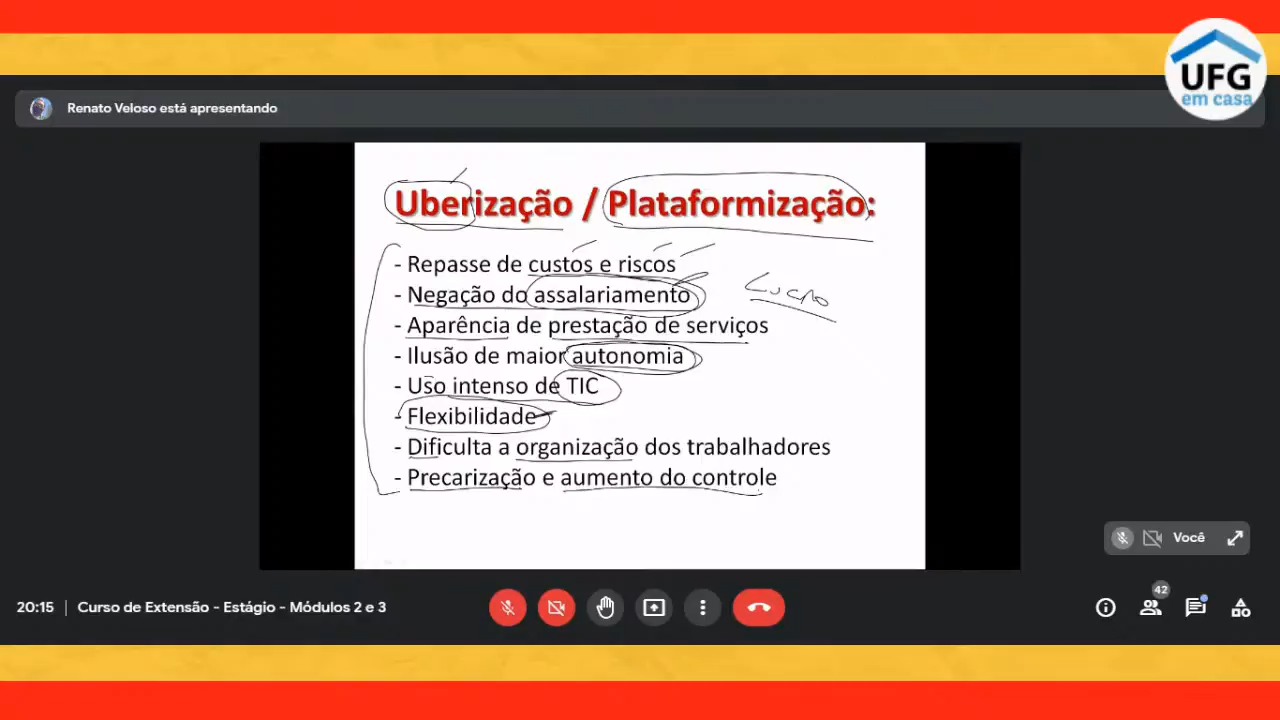 UFG
em casa
Renato Veloso está apresentando
Uberização / Plataformização:
- Repasse de custos e riscos
- Negação do assalariamento
Lucro
- Aparência de prestação de serviços
- Ilusão de maior autonomia
- Uso intenso de TIC
- Flexibilidade
- Dificulta a organização dos trabalhadores
- Precarização e aumento do controle
Você
42
20:15 | Curso de Extensão - Estágio - Módulos 2 e 3